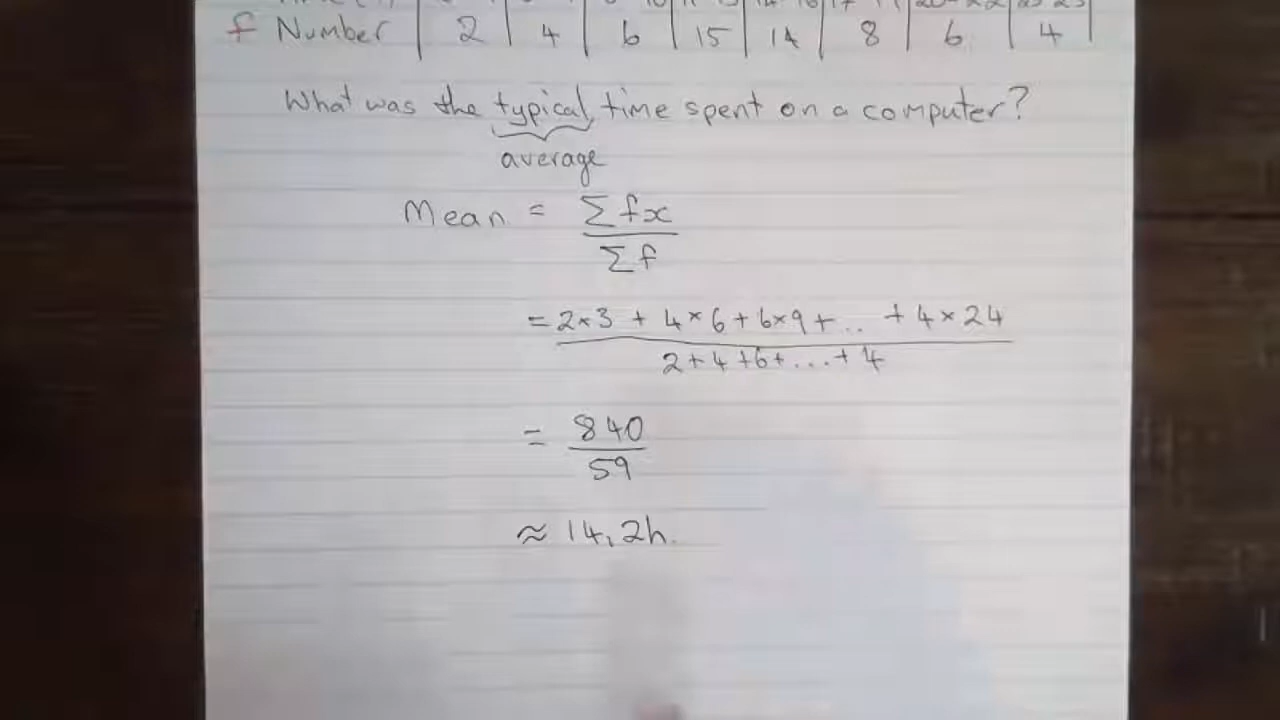 f Number 2 4 6 15 14 8 6 4
What was the typical time spent on a computer?
average
Mean = Σfx
Σf
= 2×3 + 4×6+6×9+... + 4×24
2+4+6+...+4
= 840
59
≈ 14,2h.